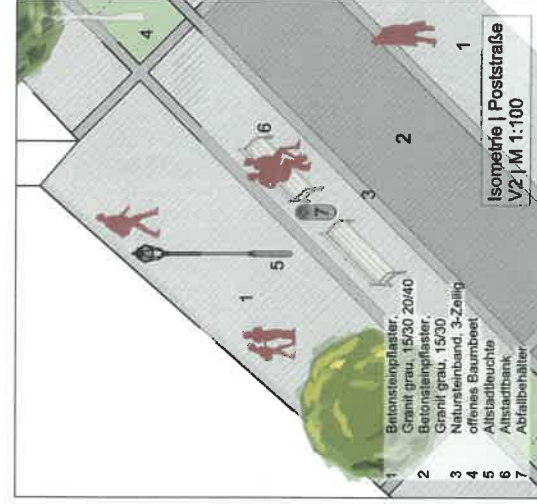 4
1
6
2
3
7
5
1
Isometrie | Poststraße
V2 | M 1:100
1 Betonsteinpflaster,
Granit grau, 15/30 20/40
2 Betonsteinpflaster,
Granit grau, 15/30
3 Natursteinband, 3-Zeilig
4 offenes Baumbeet
5 Altstadtleuchte
6 Altstadtbank
7 Abfallbehälter